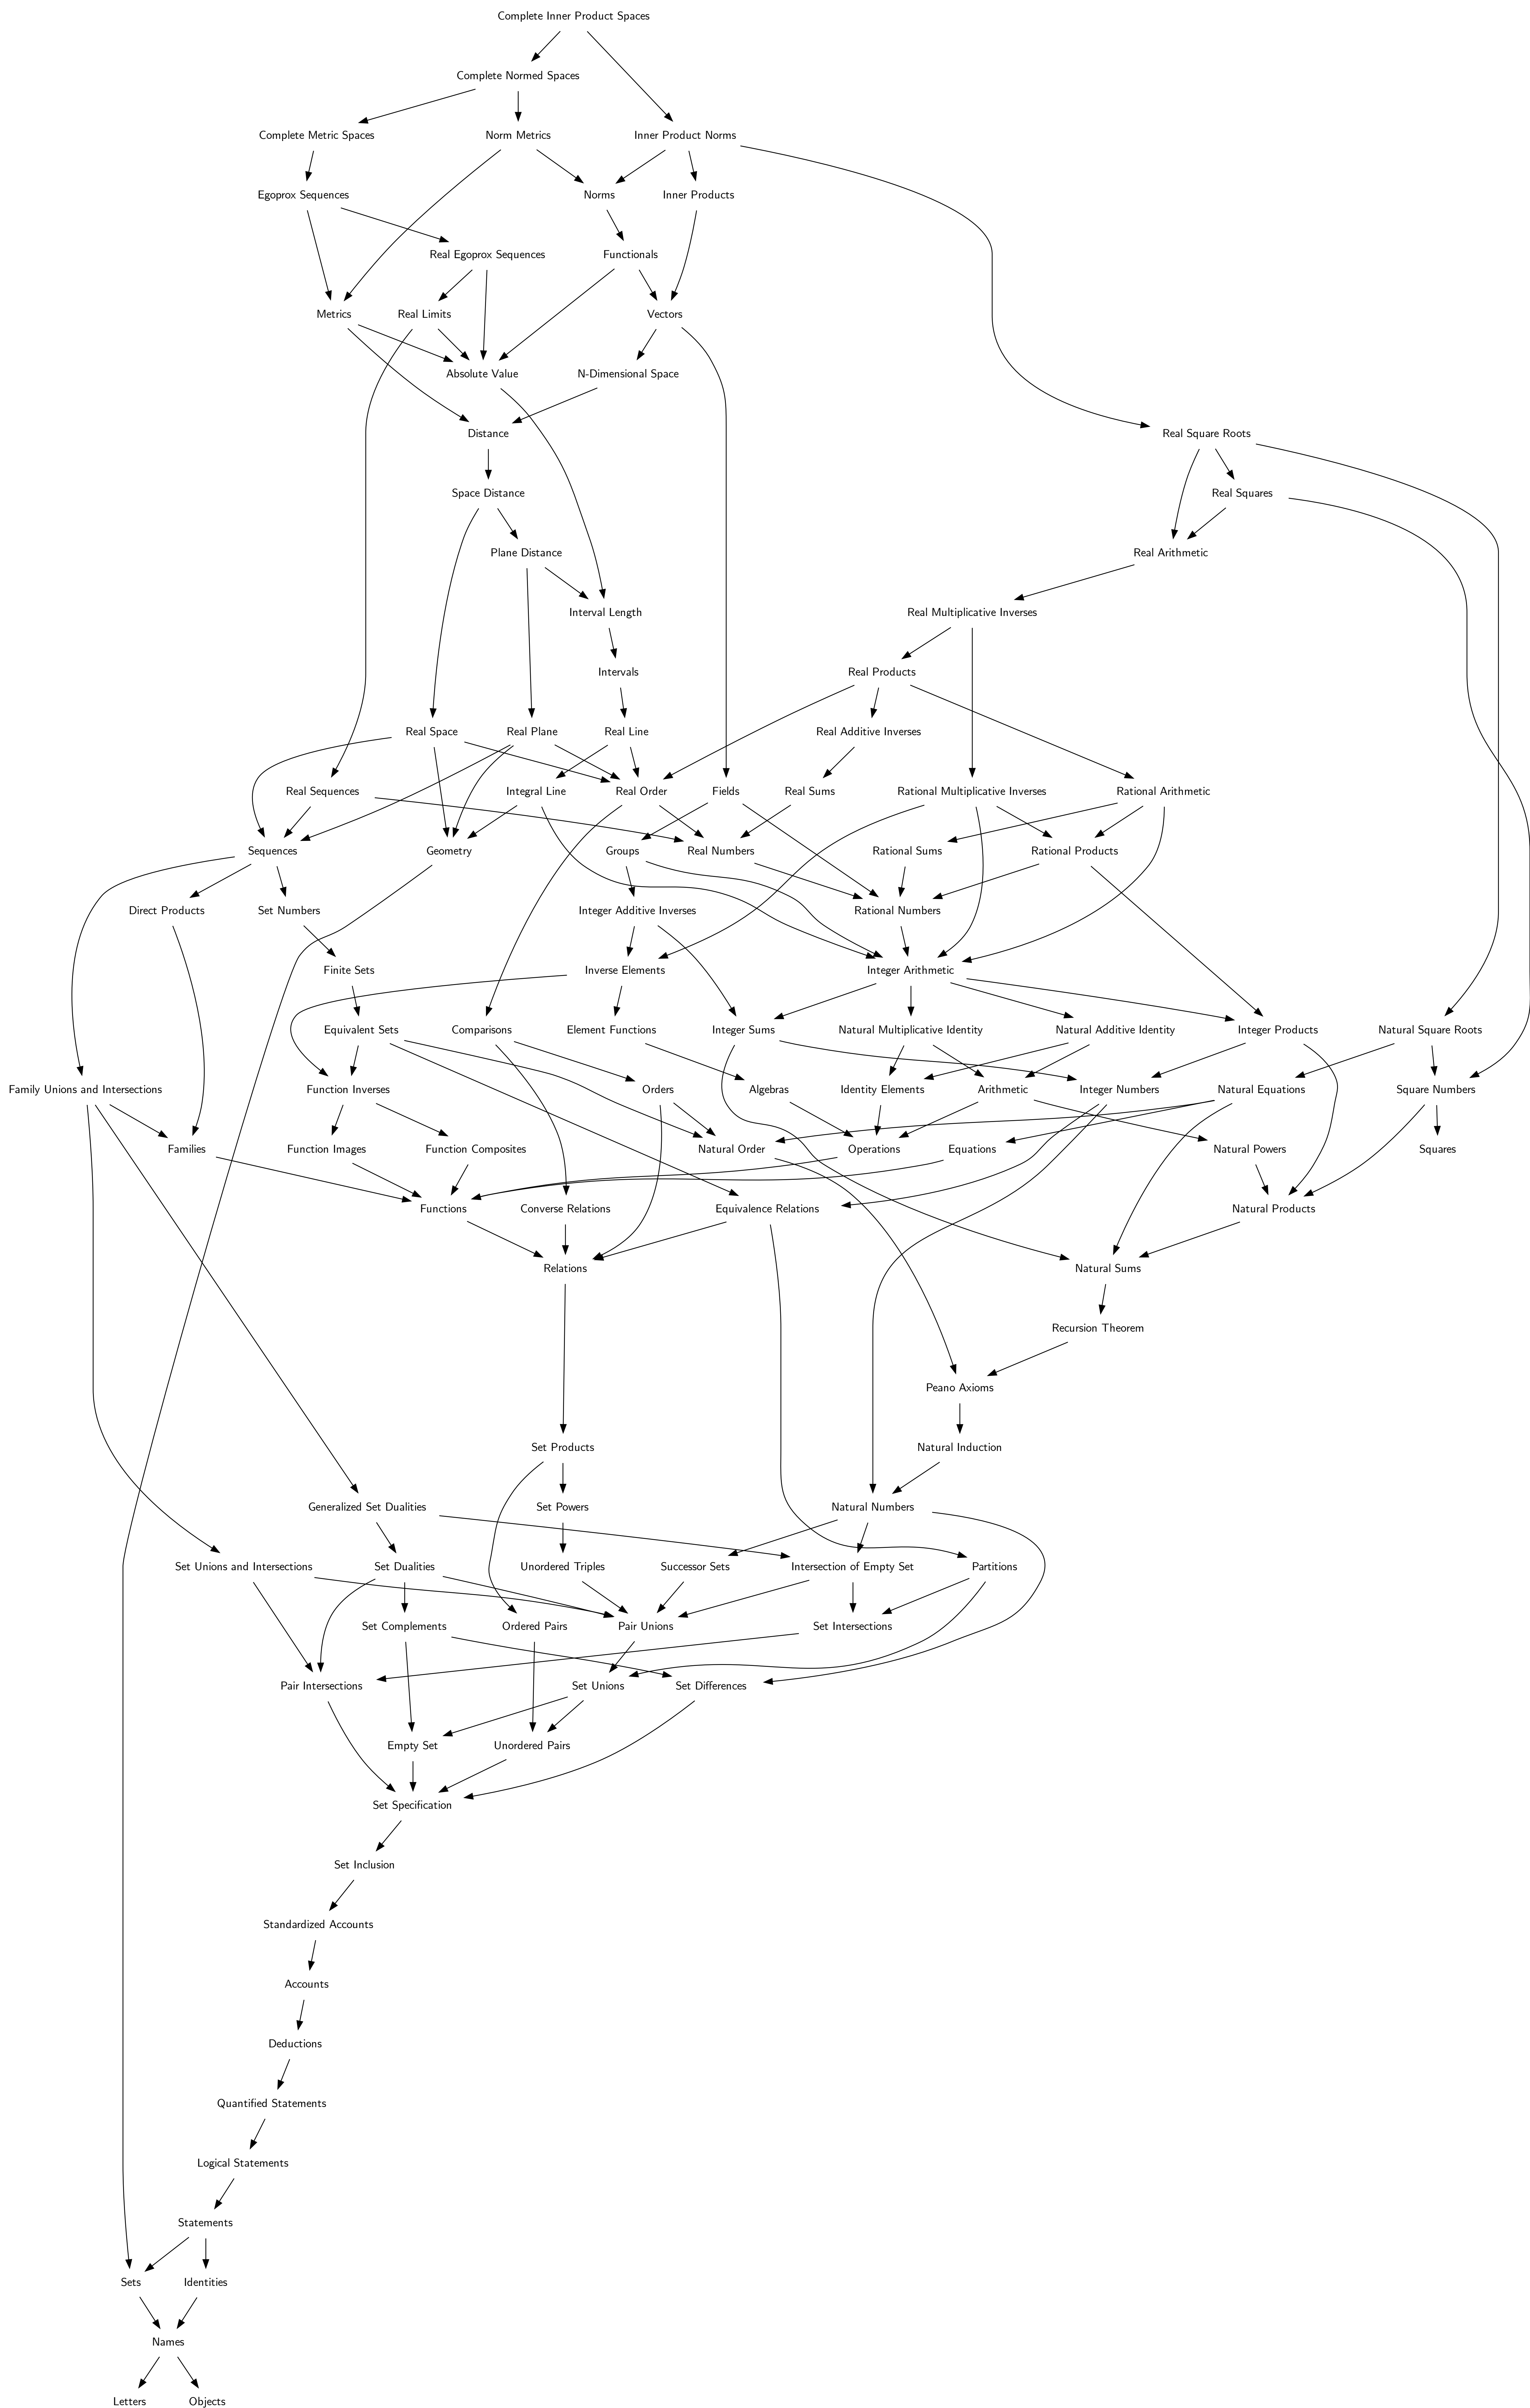 Complete Inner Product Spaces
Complete Normed Spaces
Complete Metric Spaces
Norm Metrics
Inner Product Norms
Egoprox Sequences
Norms
Inner Products
Real Egoprox Sequences
Functionals
Metrics
Real Limits
Vectors
Absolute Value
N-Dimensional Space
Distance
Real Square Roots
Space Distance
Real Squares
Plane Distance
Real Arithmetic
Interval Length
Real Multiplicative Inverses
Intervals
Real Products
Real Space
Real Plane
Real Line
Real Additive Inverses
Real Sequences
Integral Line
Real Order
Fields
Real Sums
Rational Multiplicative Inverses
Rational Arithmetic
Sequences
Geometry
Groups
Real Numbers
Rational Sums
Rational Products
Direct Products
Set Numbers
Integer Additive Inverses
Rational Numbers
Finite Sets
Inverse Elements
Integer Arithmetic
Equivalent Sets
Comparisons
Element Functions
Integer Sums
Natural Multiplicative Identity
Natural Additive Identity
Integer Products
Natural Square Roots
Family Unions and Intersections
Function Inverses
Orders
Algebras
Identity Elements
Arithmetic
Integer Numbers
Natural Equations
Square Numbers
Families
Function Images
Function Composites
Natural Order
Operations
Equations
Natural Powers
Squares
Functions
Converse Relations
Equivalence Relations
Natural Products
Relations
Natural Sums
Recursion Theorem
Peano Axioms
Set Products
Natural Induction
Generalized Set Dualities
Set Powers
Natural Numbers
Set Unions and Intersections
Set Dualities
Unordered Triples
Successor Sets
Intersection of Empty Set
Partitions
Set Complements
Ordered Pairs
Pair Unions
Set Intersections
Pair Intersections
Set Unions
Set Differences
Empty Set
Unordered Pairs
Set Specification
Set Inclusion
Standardized Accounts
Accounts
Deductions
Quantified Statements
Logical Statements
Statements
Sets
Identities
Names
Letters
Objects